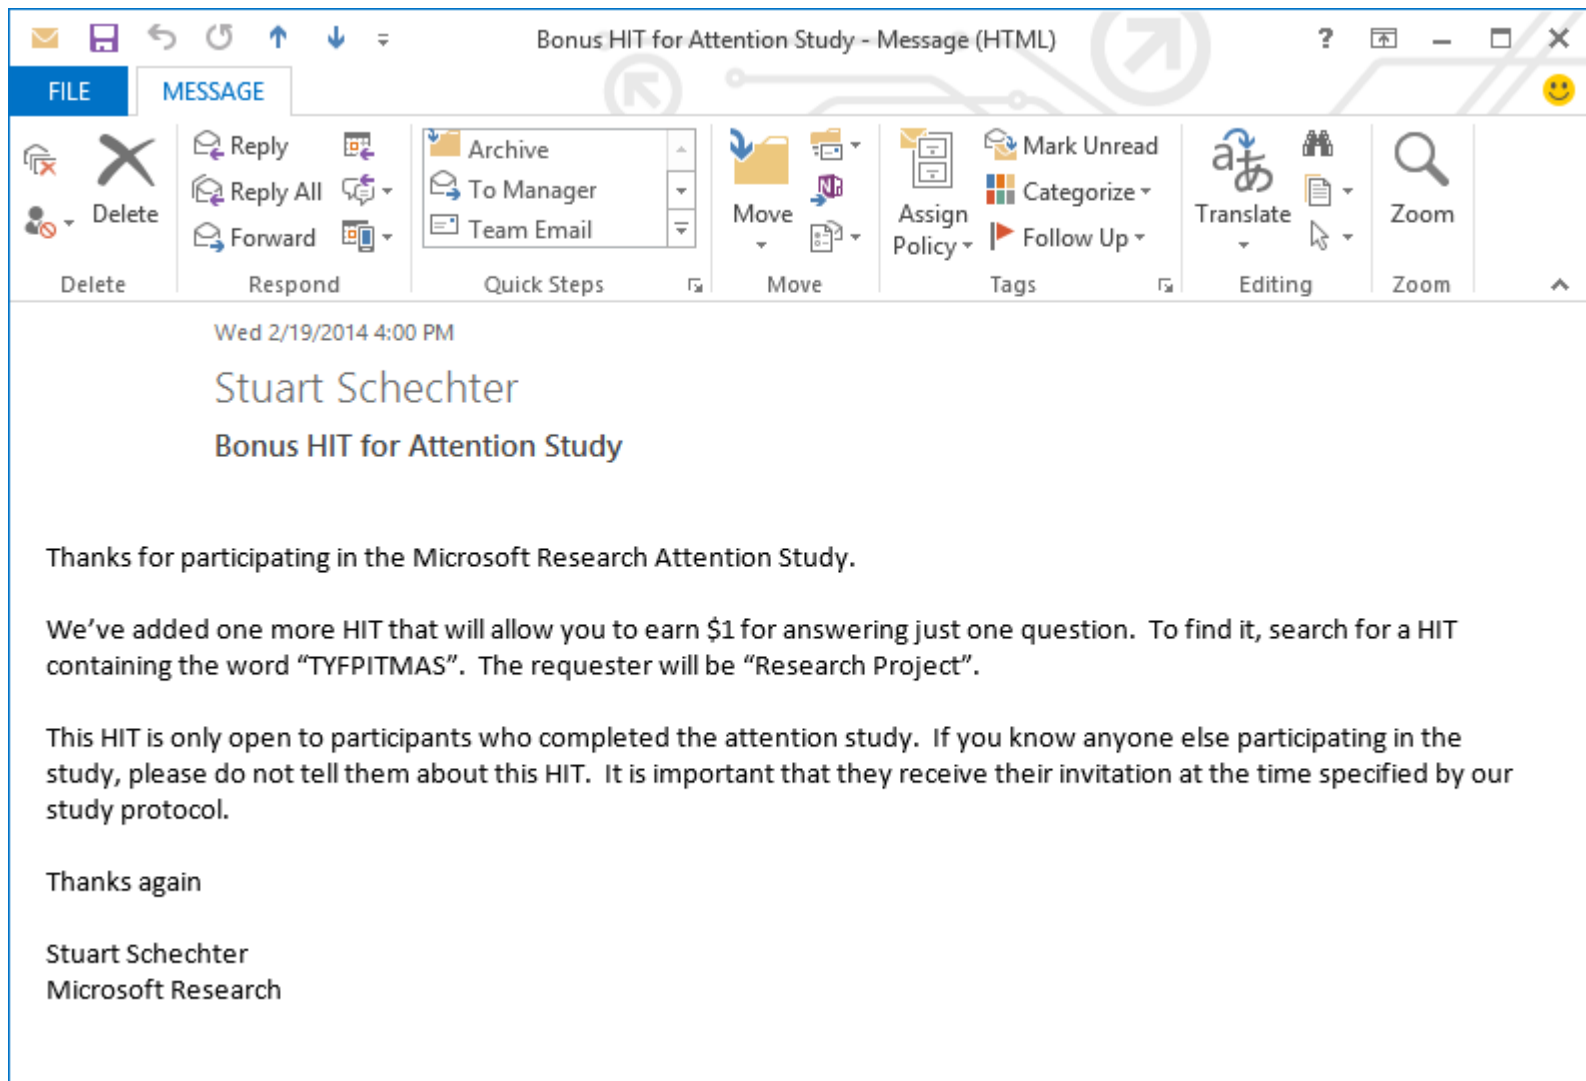 Bonus HIT for Attention Study - Message (HTML)
?
FILE
MESSAGE
Delete
Reply
Reply All
Forward
Archive
To Manager
Team Email
Move
Assign
Policy
Mark Unread
Categorize
Follow Up
Translate
Zoom
Delete
Respond
Quick Steps
Move
Tags
Editing
Zoom
Wed 2/19/2014 4:00 PM
Stuart Schechter
Bonus HIT for Attention Study
Thanks for participating in the Microsoft Research Attention Study.
We’ve added one more HIT that will allow you to earn $1 for answering just one question.  To find it, search for a HIT
containing the word “TYFPITMAS”.  The requester will be “Research Project”.
This HIT is only open to participants who completed the attention study.  If you know anyone else participating in the
study, please do not tell them about this HIT.  It is important that they receive their invitation at the time specified by our
study protocol.
Thanks again
Stuart Schechter
Microsoft Research